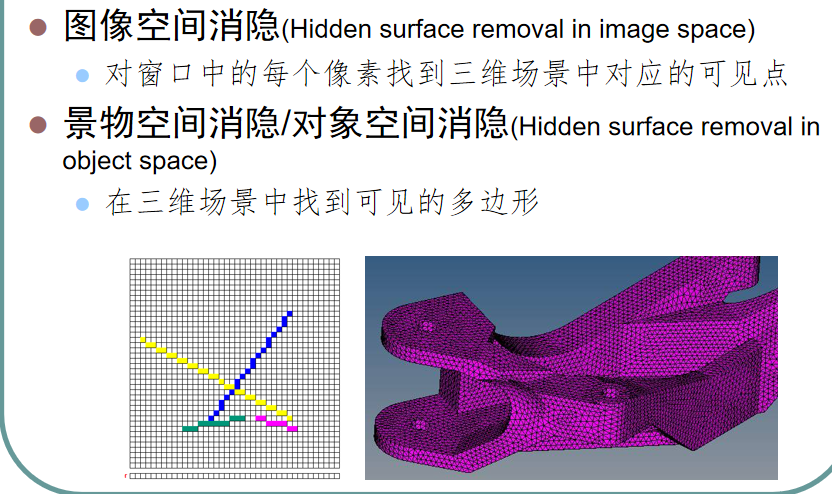 图像空间消隐(Hidden surface removal in image space)
对窗口中的每个像素找到三维场景中对应的可见点
景物空间消隐/对象空间消隐(Hidden surface removal in
object space)
在三维场景中找到可见的多边形